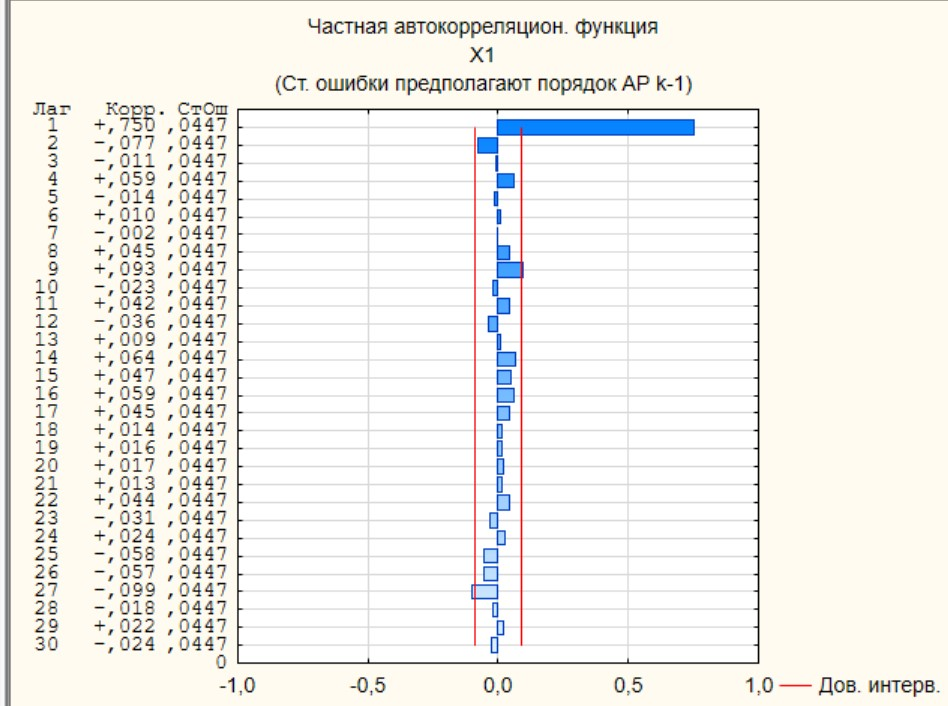 Частная автокорреляцион. функция
X1
(Ст. ошибки предполагают порядок АР k-1)
Лаг Корр. СтОш
1 +,750 ,0447
2 -,077 ,0447
3 -,011 ,0447
4 +,059 ,0447
5 -,014 ,0447
6 +,010 ,0447
7 -,002 ,0447
8 +,045 ,0447
9 +,093 ,0447
10 -,023 ,0447
11 +,042 ,0447
12 -,036 ,0447
13 +,009 ,0447
14 +,064 ,0447
15 +,047 ,0447
16 +,059 ,0447
17 +,045 ,0447
18 +,014 ,0447
19 +,016 ,0447
20 +,017 ,0447
21 +,013 ,0447
22 +,044 ,0447
23 -,031 ,0447
24 +,024 ,0447
25 -,058 ,0447
26 -,057 ,0447
27 -,099 ,0447
28 -,018 ,0447
29 +,022 ,0447
30 -,024 ,0447
0
-1,0 -0,5 0,0 0,5 1,0 Дов. интерв.